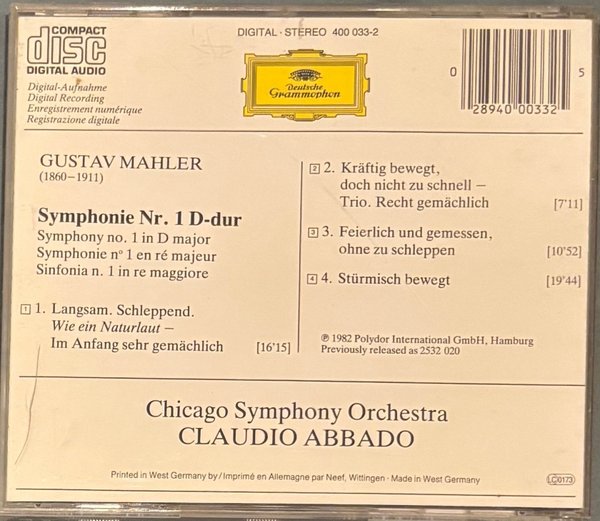 COMPACT
disc
DIGITAL AUDIO
DIGITAL · STEREO 400 033-2
Deutsche
Grammophon
0 28940 00332 5
Digital-Aufnahme
Digital Recording
Enregistrement numérique
Registrazione digitale
GUSTAV MAHLER
(1860–1911)
Symphonie Nr. 1 D-dur
Symphony no. 1 in D major
Symphonie nº 1 en ré majeur
Sinfonia n. 1 in re maggiore
1 1. Langsam. Schleppend.
Wie ein Naturlaut –
Im Anfang sehr gemächlich [16'15]
2 2. Kräftig bewegt,
doch nicht zu schnell –
Trio. Recht gemächlich [7'11]
3 3. Feierlich und gemessen,
ohne zu schleppen [10'52]
4 4. Stürmisch bewegt [19'44]
℗ 1982 Polydor International GmbH, Hamburg
Previously released as 2532 020
Chicago Symphony Orchestra
CLAUDIO ABBADO
Printed in West Germany by/Imprimé en Allemagne par Neef, Wittingen · Made in West Germany
LC 0173